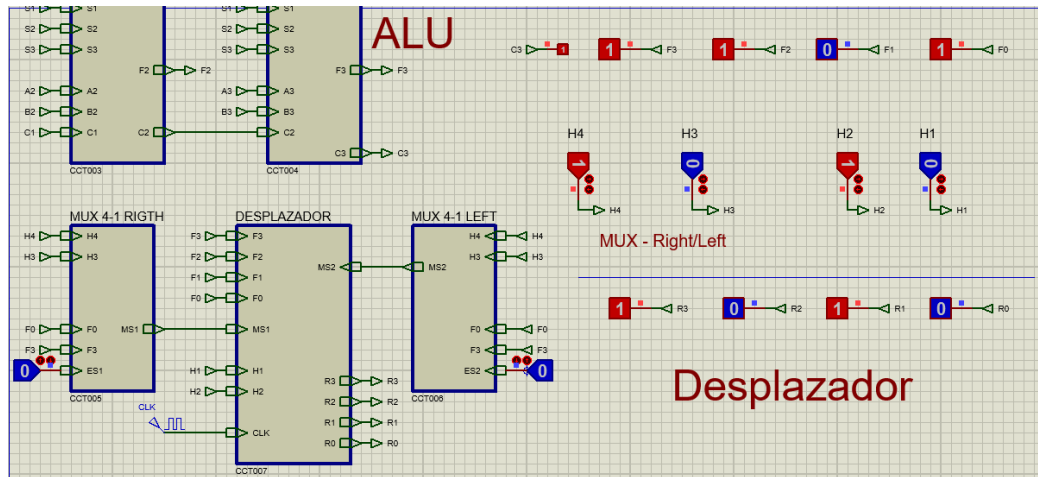 S1 S1 S1 S1
S2 S2 S2 S2
S3 S3 S3 S3
ALU
C3 1 1 F3 1 F2 0 F1 1 F0
F2 F2 F3 F3
A2 A2 A3 A3
B2 B2 B3 B3
C1 C1 C2 C2
C3 C3
CCT003 CCT004
H4 H3 H2 H1
1 0 1 0
H4 H3 H2 H1
MUX - Right/Left
MUX 4-1 RIGTH DESPLAZADOR MUX 4-1 LEFT
H4 H4 F3 F3 H4 H4
H3 H3 F2 F2 H3 H3
F1 F1 MS2 MS2
F0 F0
F0 F0 MS1 MS1 F0 F0
F3 F3 F3 F3
0 ES1 H1 H1 ES2 0
H2 H2
R3 R3
R2 R2
R1 R1
R0 R0
CCT005 CCT006
CLK
CLK
CCT007
1 R3 0 R2 1 R1 0 R0
Desplazador